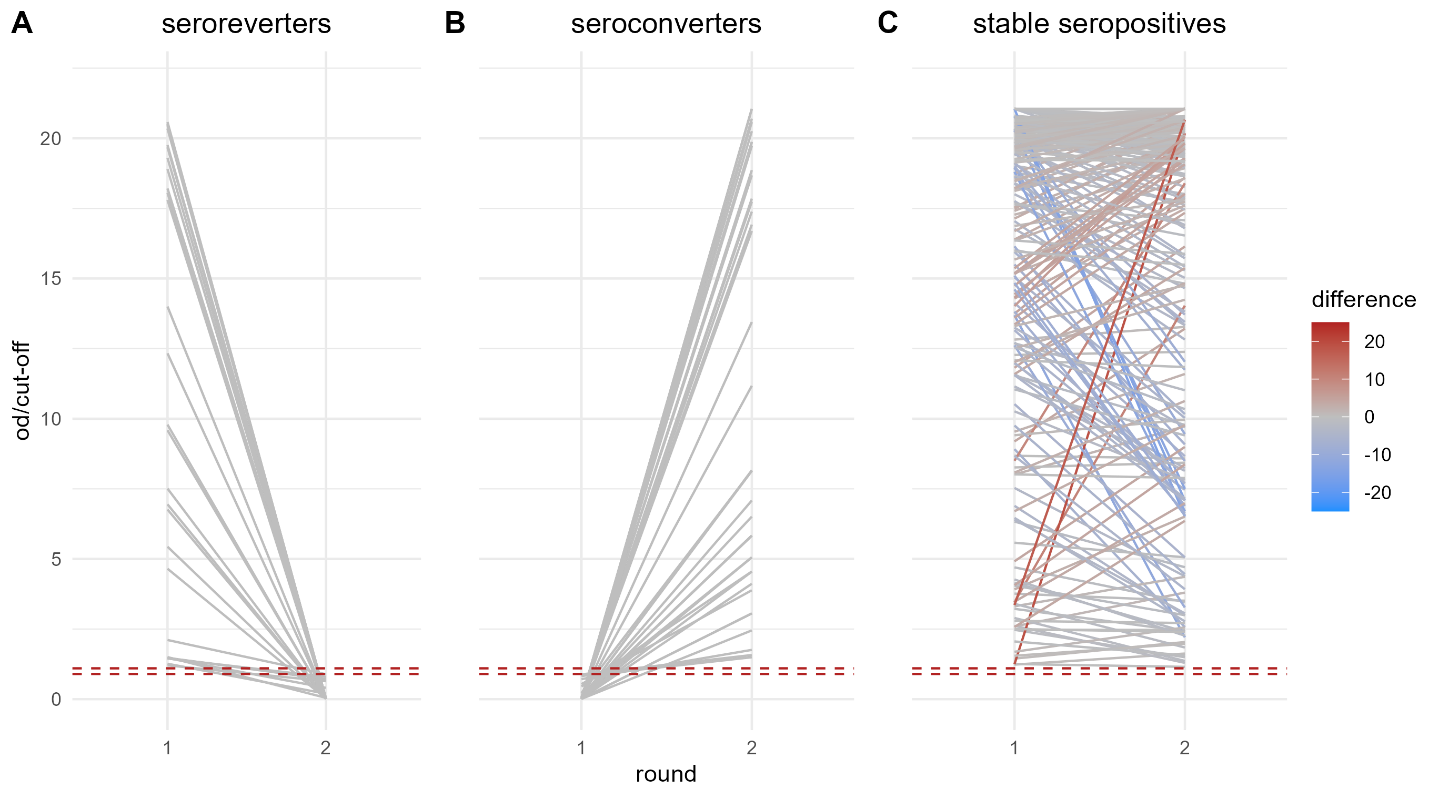 A seroreverters B seroconverters C stable seropositives
od/cut-off
20
15
10
5
0
1 2 1 2 1 2
round
difference
20
10
0
-10
-20